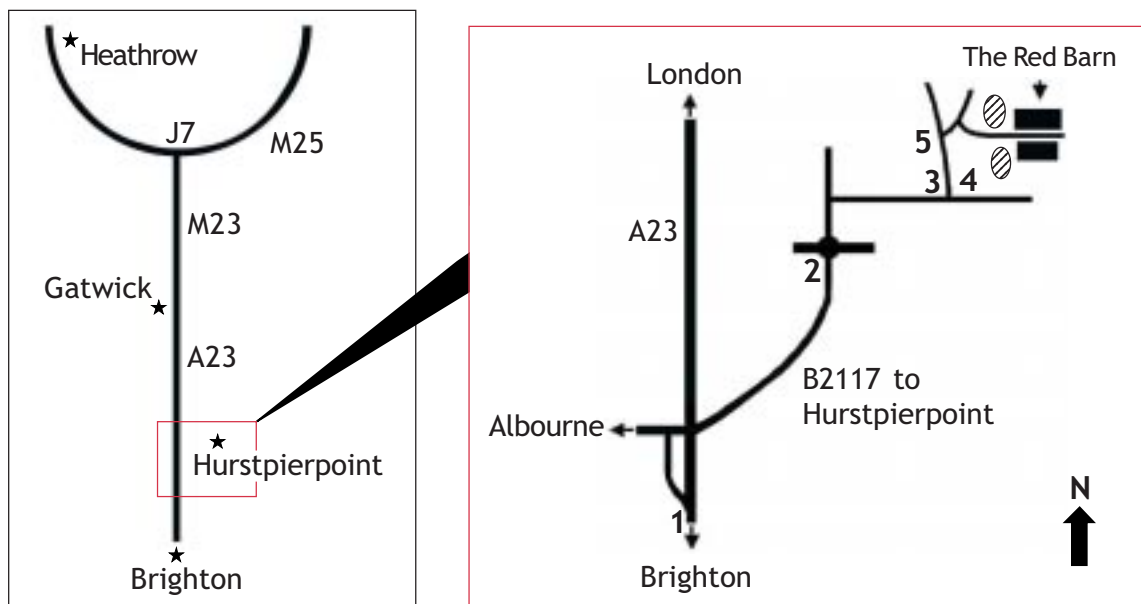 Heathrow
J7
M25
M23
Gatwick
A23
Hurstpierpoint
Brighton
The Red Barn
London
5
3 4
A23
2
B2117 to
Hurstpierpoint
Albourne
N
1
Brighton